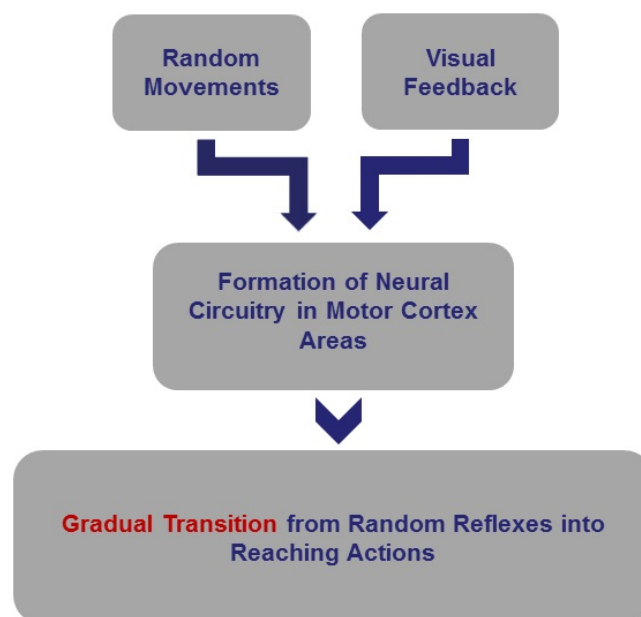 Random
Movements
Visual
Feedback
Formation of Neural
Circuitry in Motor Cortex
Areas
Gradual Transition from Random Reflexes into
Reaching Actions